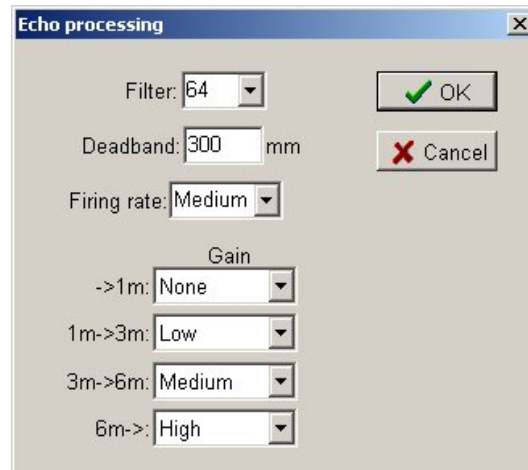 Echo processing
Filter: 64
OK
Deadband: 300 mm
Cancel
Firing rate: Medium
Gain
->1m: None
1m->3m: Low
3m->6m: Medium
6m->: High